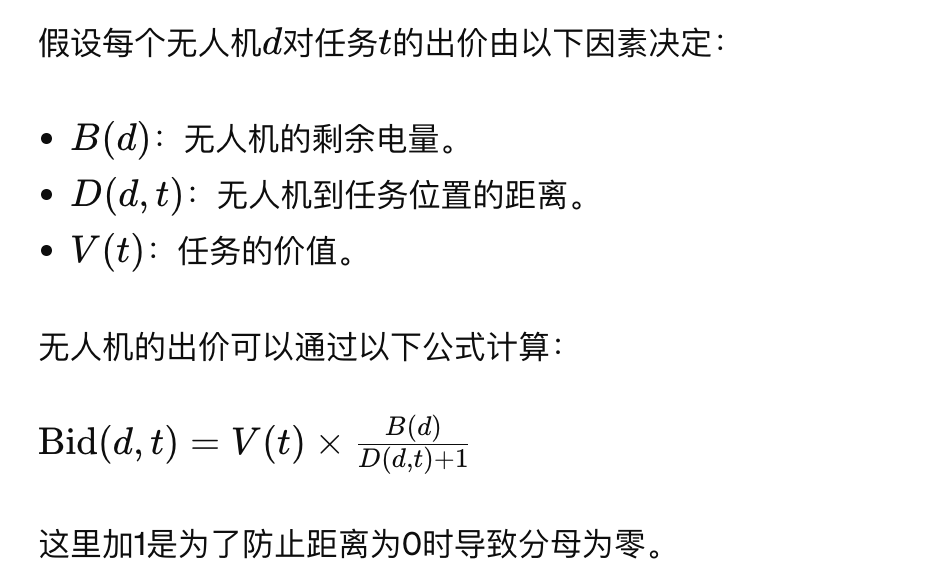 假设每个无人机d对任务t的出价由以下因素决定：
• B(d)：无人机的剩余电量。
• D(d, t)：无人机到任务位置的距离。
• V(t)：任务的价值。
无人机的出价可以通过以下公式计算：
Bid(d, t) = V(t) × \frac{B(d)}{D(d,t)+1}
这里加1是为了防止距离为0时导致分母为零。